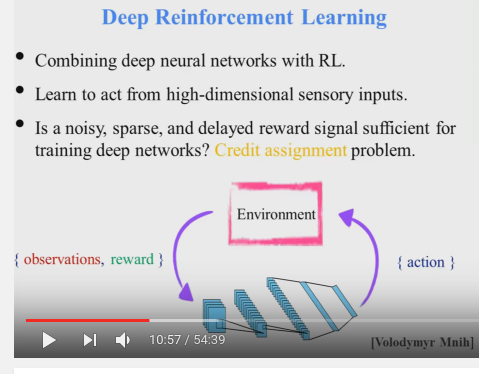 Deep Reinforcement Learning
• Combining deep neural networks with RL.
• Learn to act from high-dimensional sensory inputs.
• Is a noisy, sparse, and delayed reward signal sufficient for
training deep networks? Credit assignment problem.
Environment
{ observations, reward }
{ action }
10:57 / 54:39
[Volodymyr Mnih]